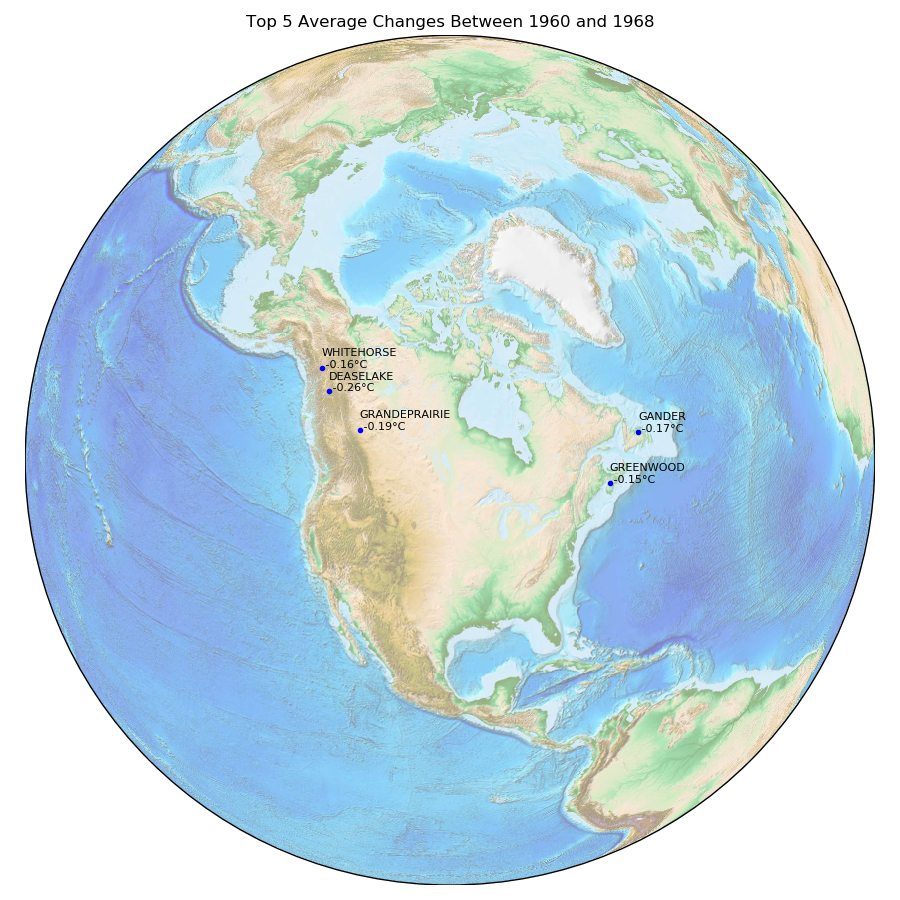 Top 5 Average Changes Between 1960 and 1968
WHITEHORSE
-0.16°C
DEASELAKE
-0.26°C
GRANDEPRAIRIE
-0.19°C
GANDER
-0.17°C
GREENWOOD
-0.15°C